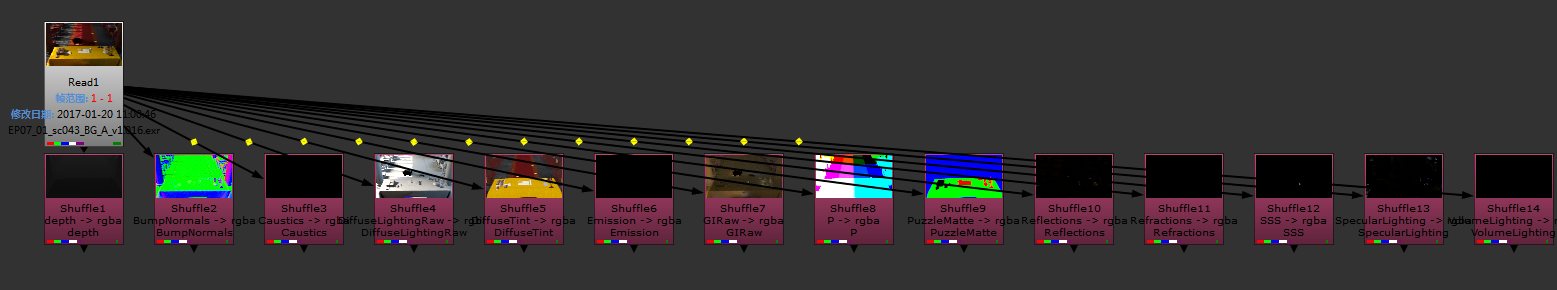 Read1
帧范围: 1 - 1
修改日期: 2017-01-20 11:06:46
EP07_01_sc043_BG_A_v1.816.exr
Shuffle1
depth -> rgba
depth
Shuffle2
BumpNormals -> rgba
BumpNormals
Shuffle3
Caustics -> rgba
Caustics
Shuffle4
DiffuseLightingRaw -> rgba
DiffuseLightingRaw
Shuffle5
DiffuseTint -> rgba
DiffuseTint
Shuffle6
Emission -> rgba
Emission
Shuffle7
GIRaw -> rgba
GIRaw
Shuffle8
P -> rgba
P
Shuffle9
PuzzleMatte -> rgba
PuzzleMatte
Shuffle10
Reflections -> rgba
Reflections
Shuffle11
Refractions -> rgba
Refractions
Shuffle12
SSS -> rgba
SSS
Shuffle13
SpecularLighting -> rgba
SpecularLighting
Shuffle14
VolumeLighting -> r
VolumeLighting